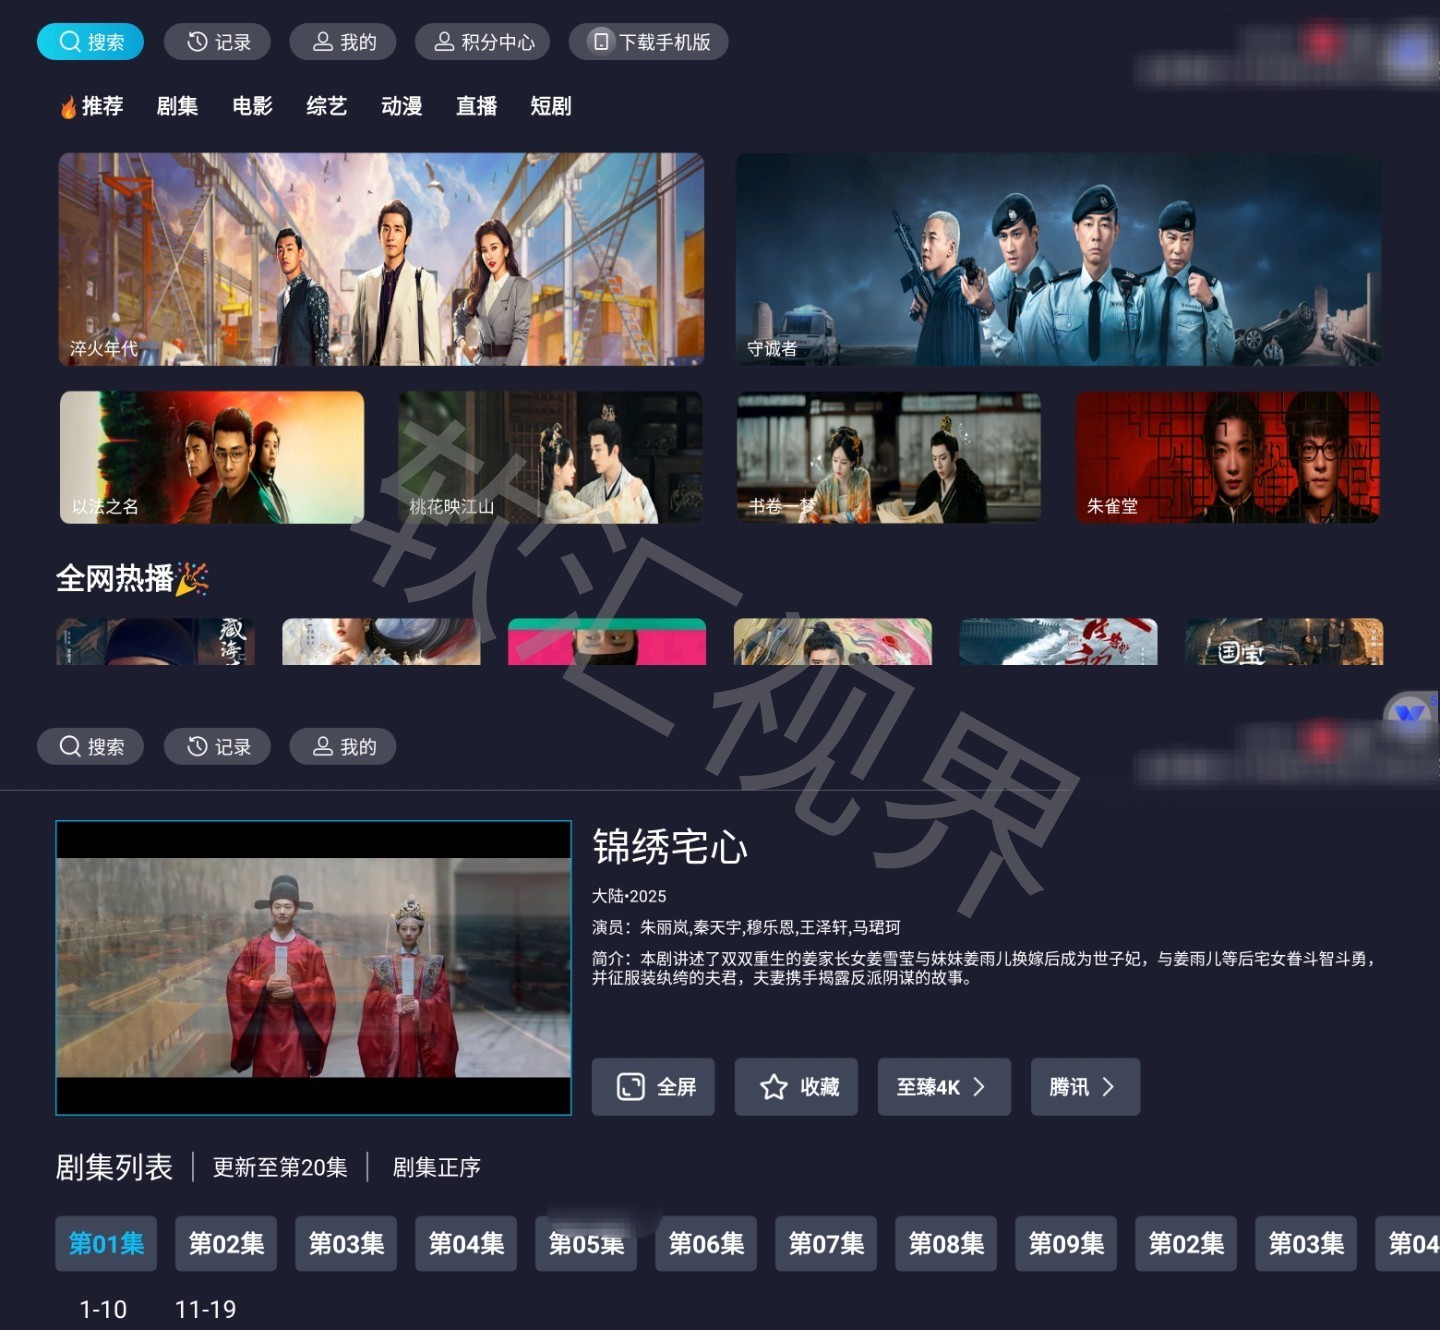 搜索 记录 我的 积分中心 下载手机版
推荐 剧集 电影 综艺 动漫 直播 短剧
淬火年代 守诚者
以法之名 桃花映江山 书卷一梦 朱雀堂
全网热播
藏海
国宝
搜索 记录 我的
锦绣宅心
大陆•2025
演员：朱丽岚,秦天宇,穆乐恩,王泽轩,马珺珂
简介：本剧讲述了双双重生的姜家长女姜雪莹与妹妹姜雨儿换嫁后成为世子妃，与姜雨儿等后宅女眷斗智斗勇，
并征服装纨绔的夫君，夫妻携手揭露反派阴谋的故事。
全屏 收藏 至臻4K 腾讯
剧集列表 更新至第20集 剧集正序
第01集 第02集 第03集 第04集 第05集 第06集 第07集 第08集 第09集 第02集 第03集 第04
1-10 11-19
软汇视界